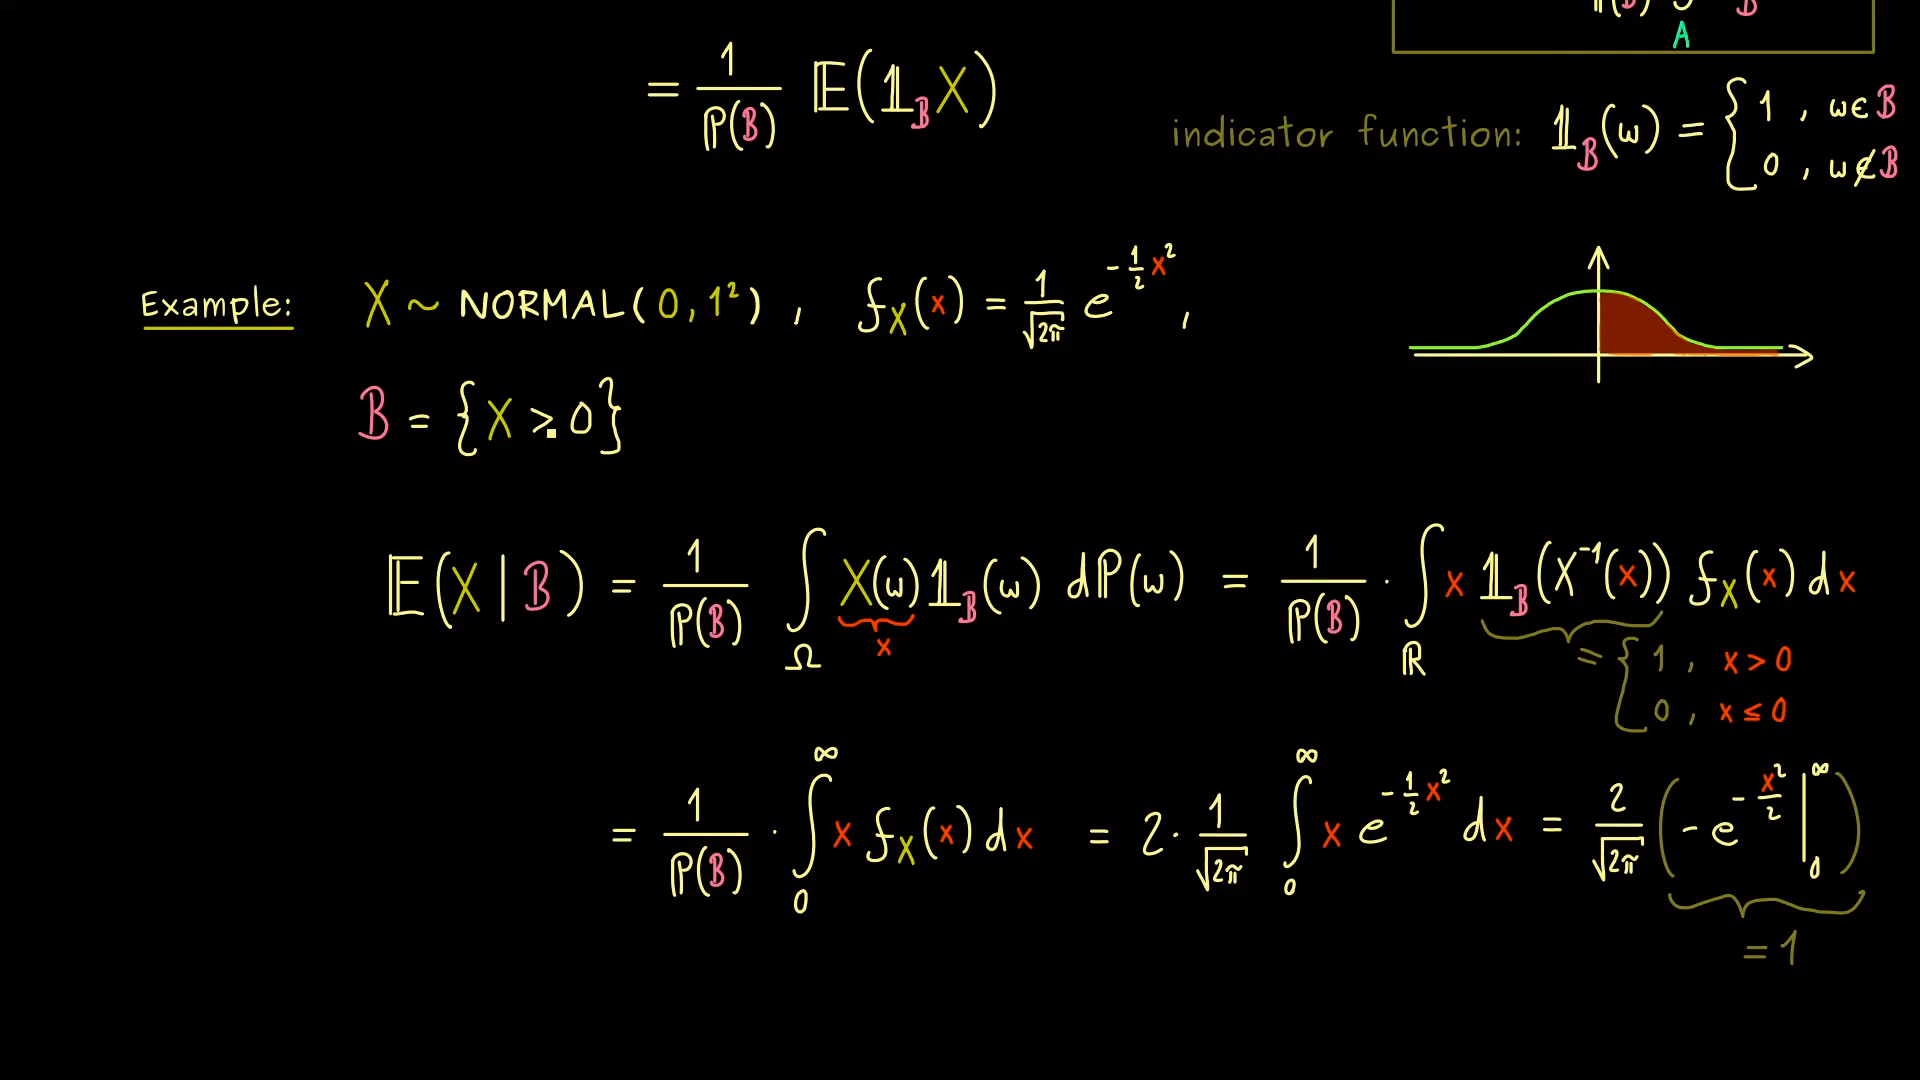 A
= 1/ℙ(B) 𝔼(𝟙_B X)
indicator function: 𝟙_B(ω) = { 1 , ω∈B
0 , ω∉B
Example: X ~ NORMAL(0, 1²) , f_X(x) = 1/√2π e^(-1/2 x²) ,
B = {X > 0}
𝔼(X | B) = 1/ℙ(B) ∫_Ω X(ω) 𝟙_B(ω) dℙ(ω) = 1/ℙ(B) · ∫_ℝ x 𝟙_B(X⁻¹(x)) f_X(x) dx
x
= { 1 , x > 0
0 , x ≤ 0
= 1/ℙ(B) · ∫_0^∞ x f_X(x) dx = 2 · 1/√2π ∫_0^∞ x e^(-1/2 x²) dx = 2/√2π ( - e^(-x²/2) |_0^∞ )
= 1